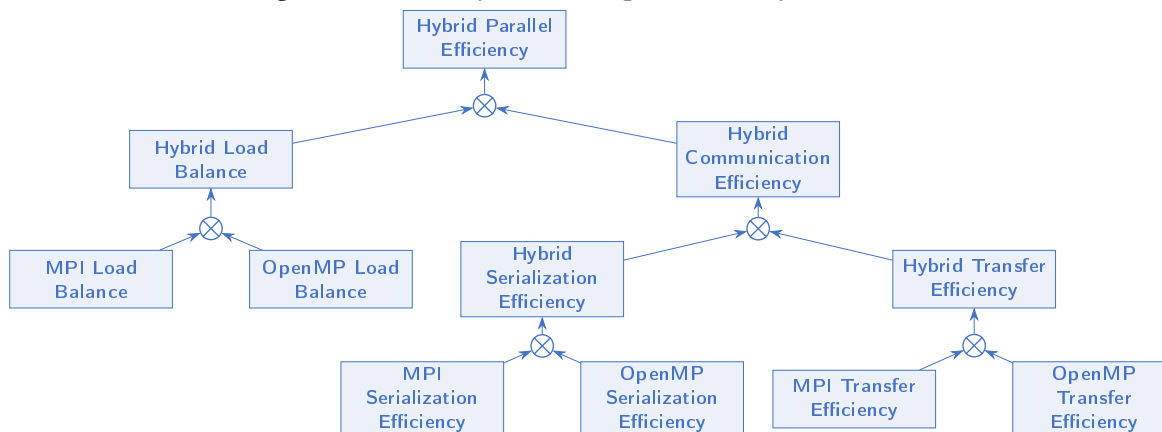 Hybrid Parallel
Efficiency
Hybrid Load
Balance
Hybrid
Communication
Efficiency
MPI Load
Balance
OpenMP Load
Balance
Hybrid
Serialization
Efficiency
Hybrid Transfer
Efficiency
MPI
Serialization
Efficiency
OpenMP
Serialization
Efficiency
MPI Transfer
Efficiency
OpenMP
Transfer
Efficiency